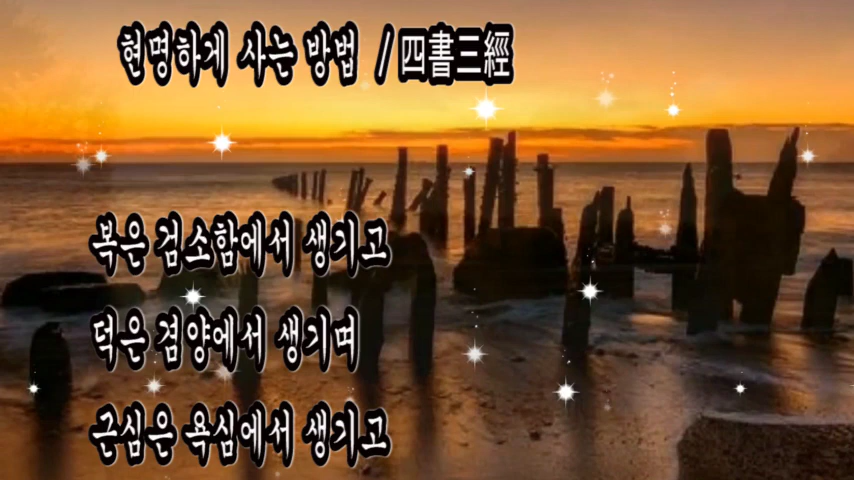 현명하게 사는 방법 / 四書三經
복은 검소함에서 생기고
덕은 겸양에서 생기며
근심은 욕심에서 생기고